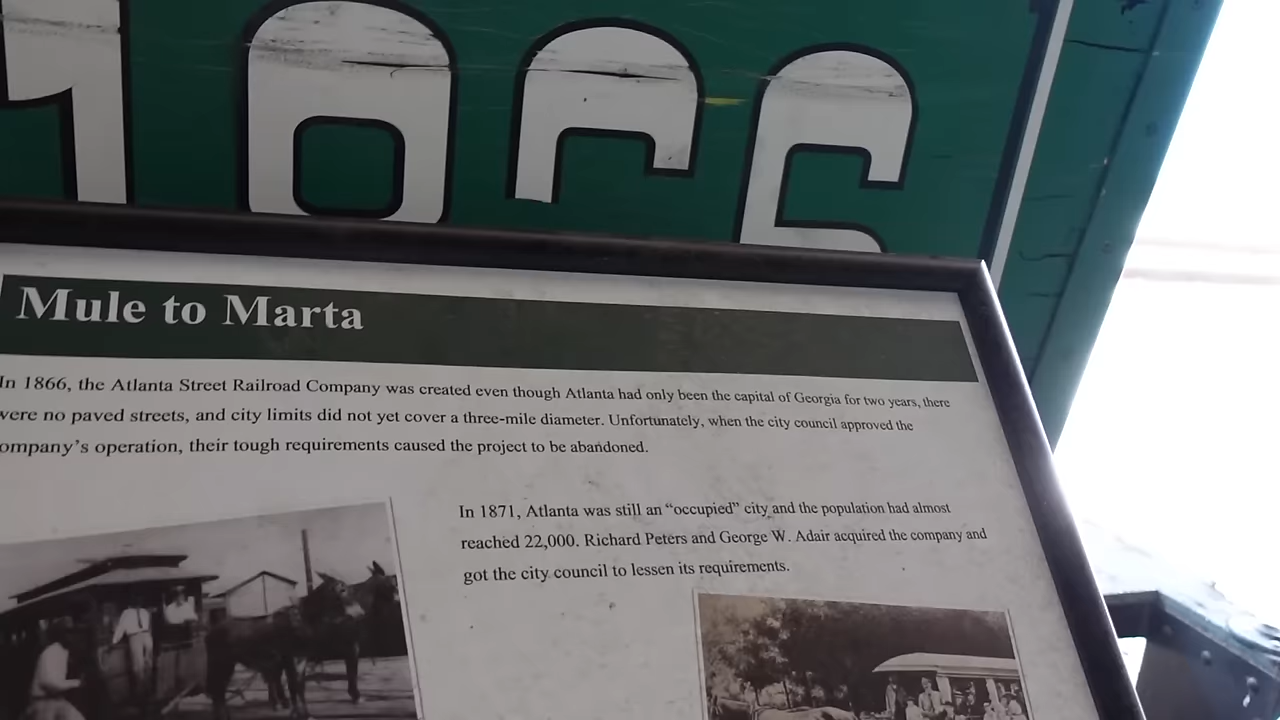 1866
Mule to Marta
In 1866, the Atlanta Street Railroad Company was created even though Atlanta had only been the capital of Georgia for two years, there
were no paved streets, and city limits did not yet cover a three-mile diameter. Unfortunately, when the city council approved the
ompany's operation, their tough requirements caused the project to be abandoned.
In 1871, Atlanta was still an “occupied” city and the population had almost
reached 22,000. Richard Peters and George W. Adair acquired the company and
got the city council to lessen its requirements.